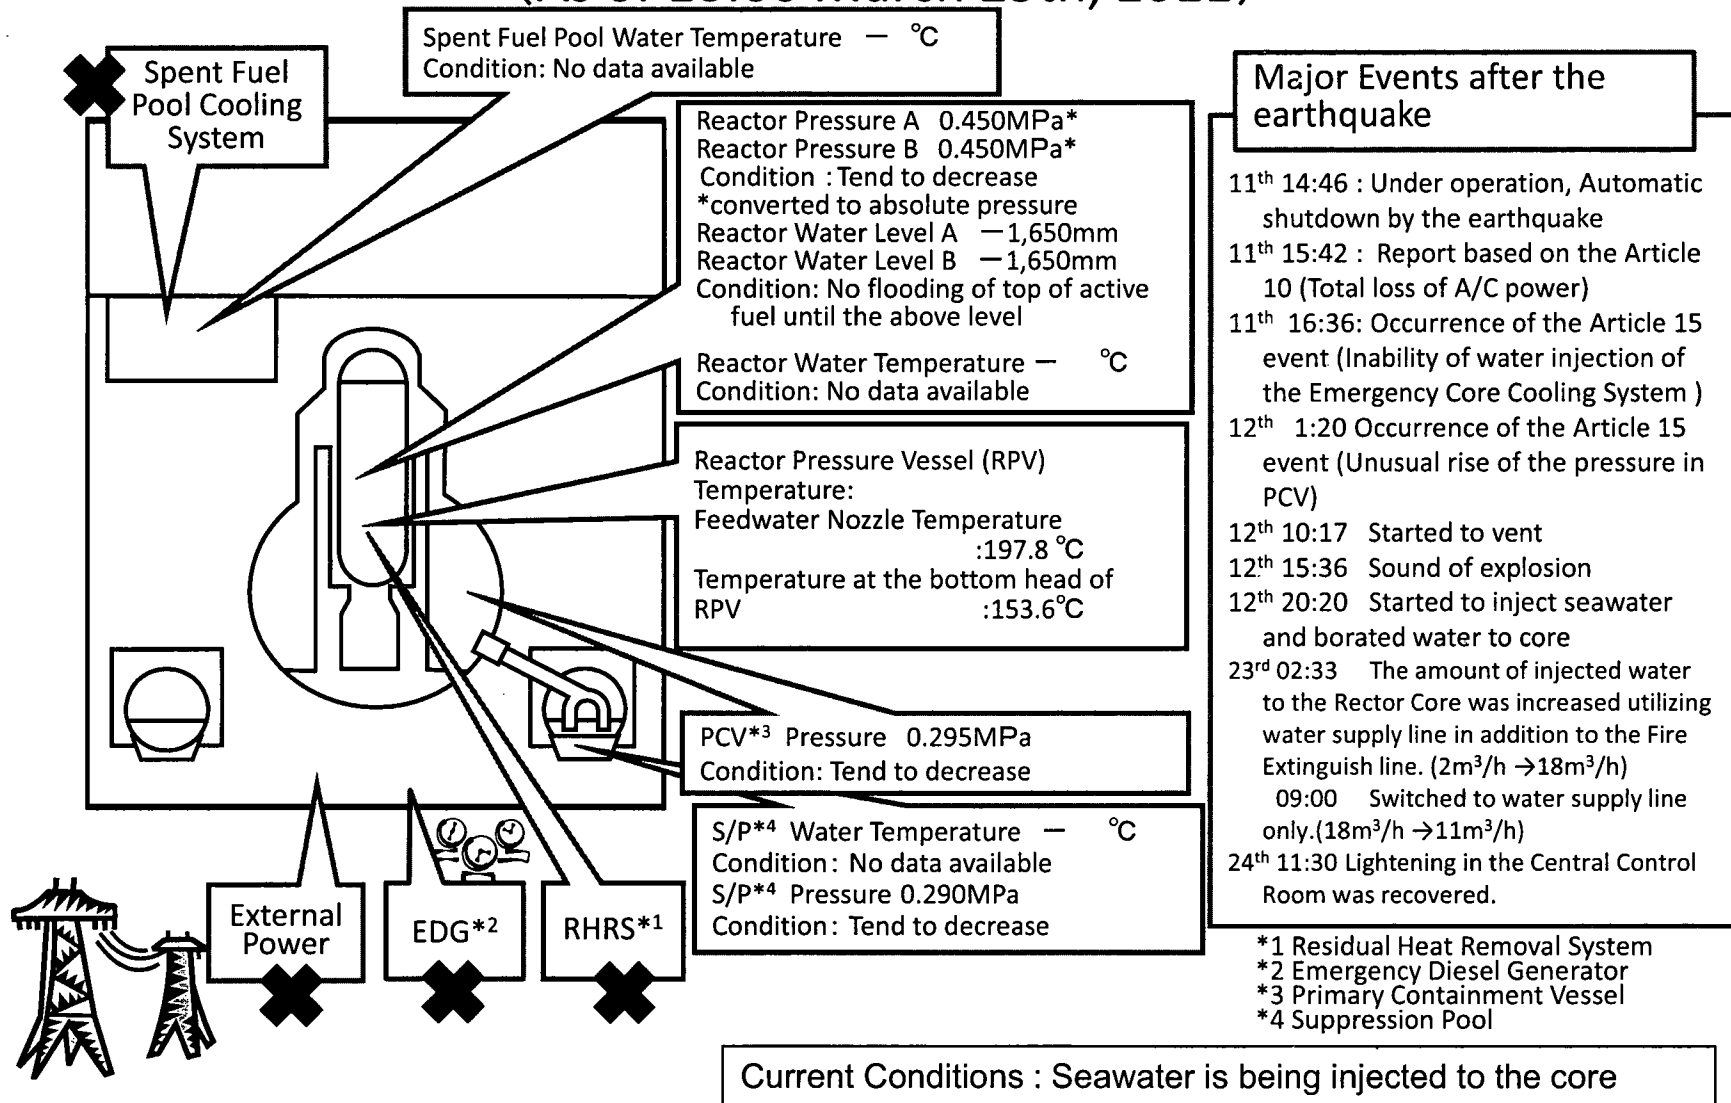 Spent Fuel Pool Water Temperature — ℃
Condition: No data available
Spent Fuel
Pool Cooling
System
Reactor Pressure A 0.450MPa*
Reactor Pressure B 0.450MPa*
Condition : Tend to decrease
*converted to absolute pressure
Reactor Water Level A —1,650mm
Reactor Water Level B —1,650mm
Condition: No flooding of top of active
fuel until the above level
Reactor Water Temperature — ℃
Condition: No data available
Reactor Pressure Vessel (RPV)
Temperature:
Feedwater Nozzle Temperature
:197.8 ℃
Temperature at the bottom head of
RPV :153.6℃
PCV*3 Pressure 0.295MPa
Condition: Tend to decrease
S/P*4 Water Temperature — ℃
Condition: No data available
S/P*4 Pressure 0.290MPa
Condition: Tend to decrease
External
Power
EDG*2
RHRS*1
Major Events after the
earthquake
11th 14:46 : Under operation, Automatic
shutdown by the earthquake
11th 15:42 : Report based on the Article
10 (Total loss of A/C power)
11th 16:36: Occurrence of the Article 15
event (Inability of water injection of
the Emergency Core Cooling System )
12th 1:20 Occurrence of the Article 15
event (Unusual rise of the pressure in
PCV)
12th 10:17 Started to vent
12th 15:36 Sound of explosion
12th 20:20 Started to inject seawater
and borated water to core
23rd 02:33 The amount of injected water
to the Rector Core was increased utilizing
water supply line in addition to the Fire
Extinguish line. (2m³/h →18m³/h)
09:00 Switched to water supply line
only.(18m³/h →11m³/h)
24th 11:30 Lightening in the Central Control
Room was recovered.
*1 Residual Heat Removal System
*2 Emergency Diesel Generator
*3 Primary Containment Vessel
*4 Suppression Pool
Current Conditions : Seawater is being injected to the core